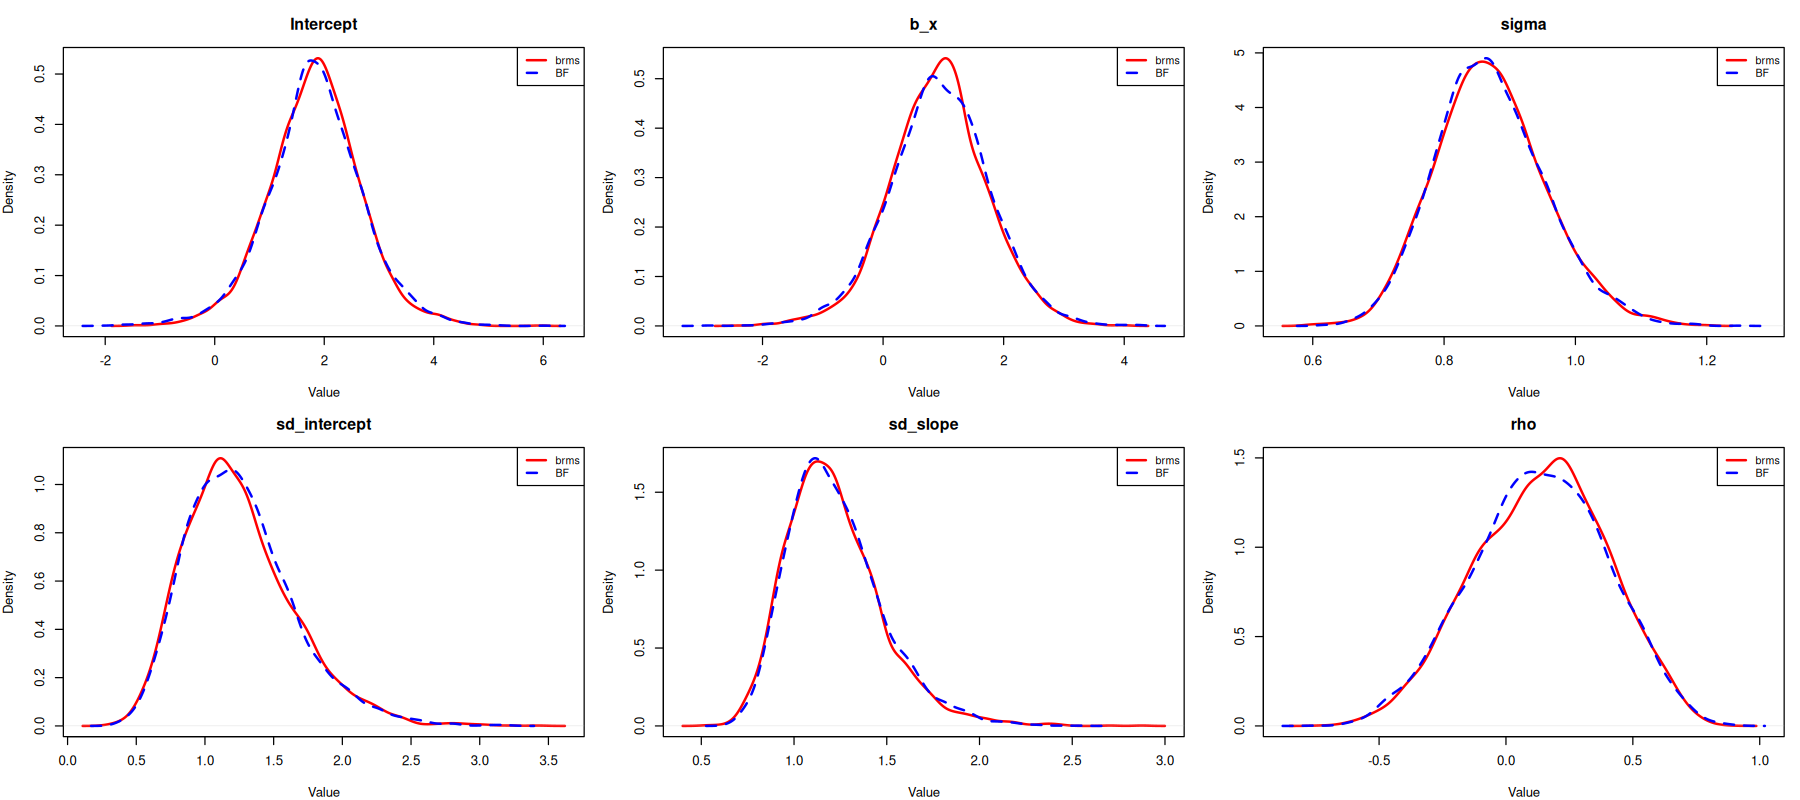 Intercept
brms
BF
Density
0.0 0.1 0.2 0.3 0.4 0.5
-2 0 2 4 6
Value
b_x
brms
BF
Density
0.0 0.1 0.2 0.3 0.4 0.5
-2 0 2 4
Value
sigma
brms
BF
Density
0 1 2 3 4 5
0.6 0.8 1.0 1.2
Value
sd_intercept
brms
BF
Density
0.0 0.2 0.4 0.6 0.8 1.0
0.0 0.5 1.0 1.5 2.0 2.5 3.0 3.5
Value
sd_slope
brms
BF
Density
0.0 0.5 1.0 1.5
0.5 1.0 1.5 2.0 2.5 3.0
Value
rho
brms
BF
Density
0.0 0.5 1.0 1.5
-0.5 0.0 0.5 1.0
Value